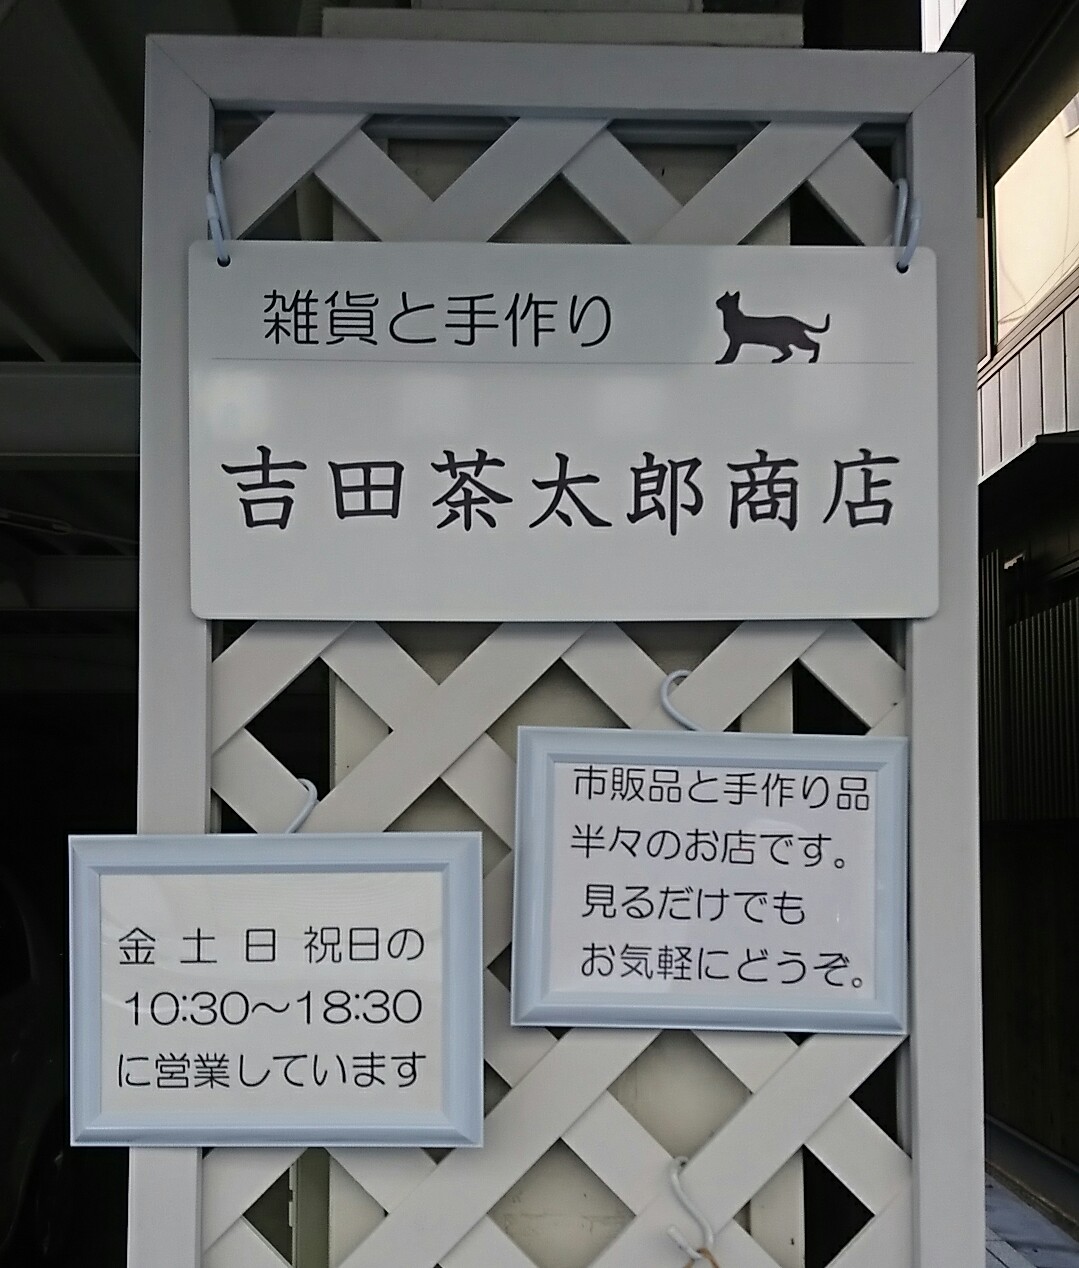 雑貨と手作り
吉田茶太郎商店
市販品と手作り品
半々のお店です。
見るだけでも
お気軽にどうぞ。
金 土 日 祝日の
10:30〜18:30
に営業しています